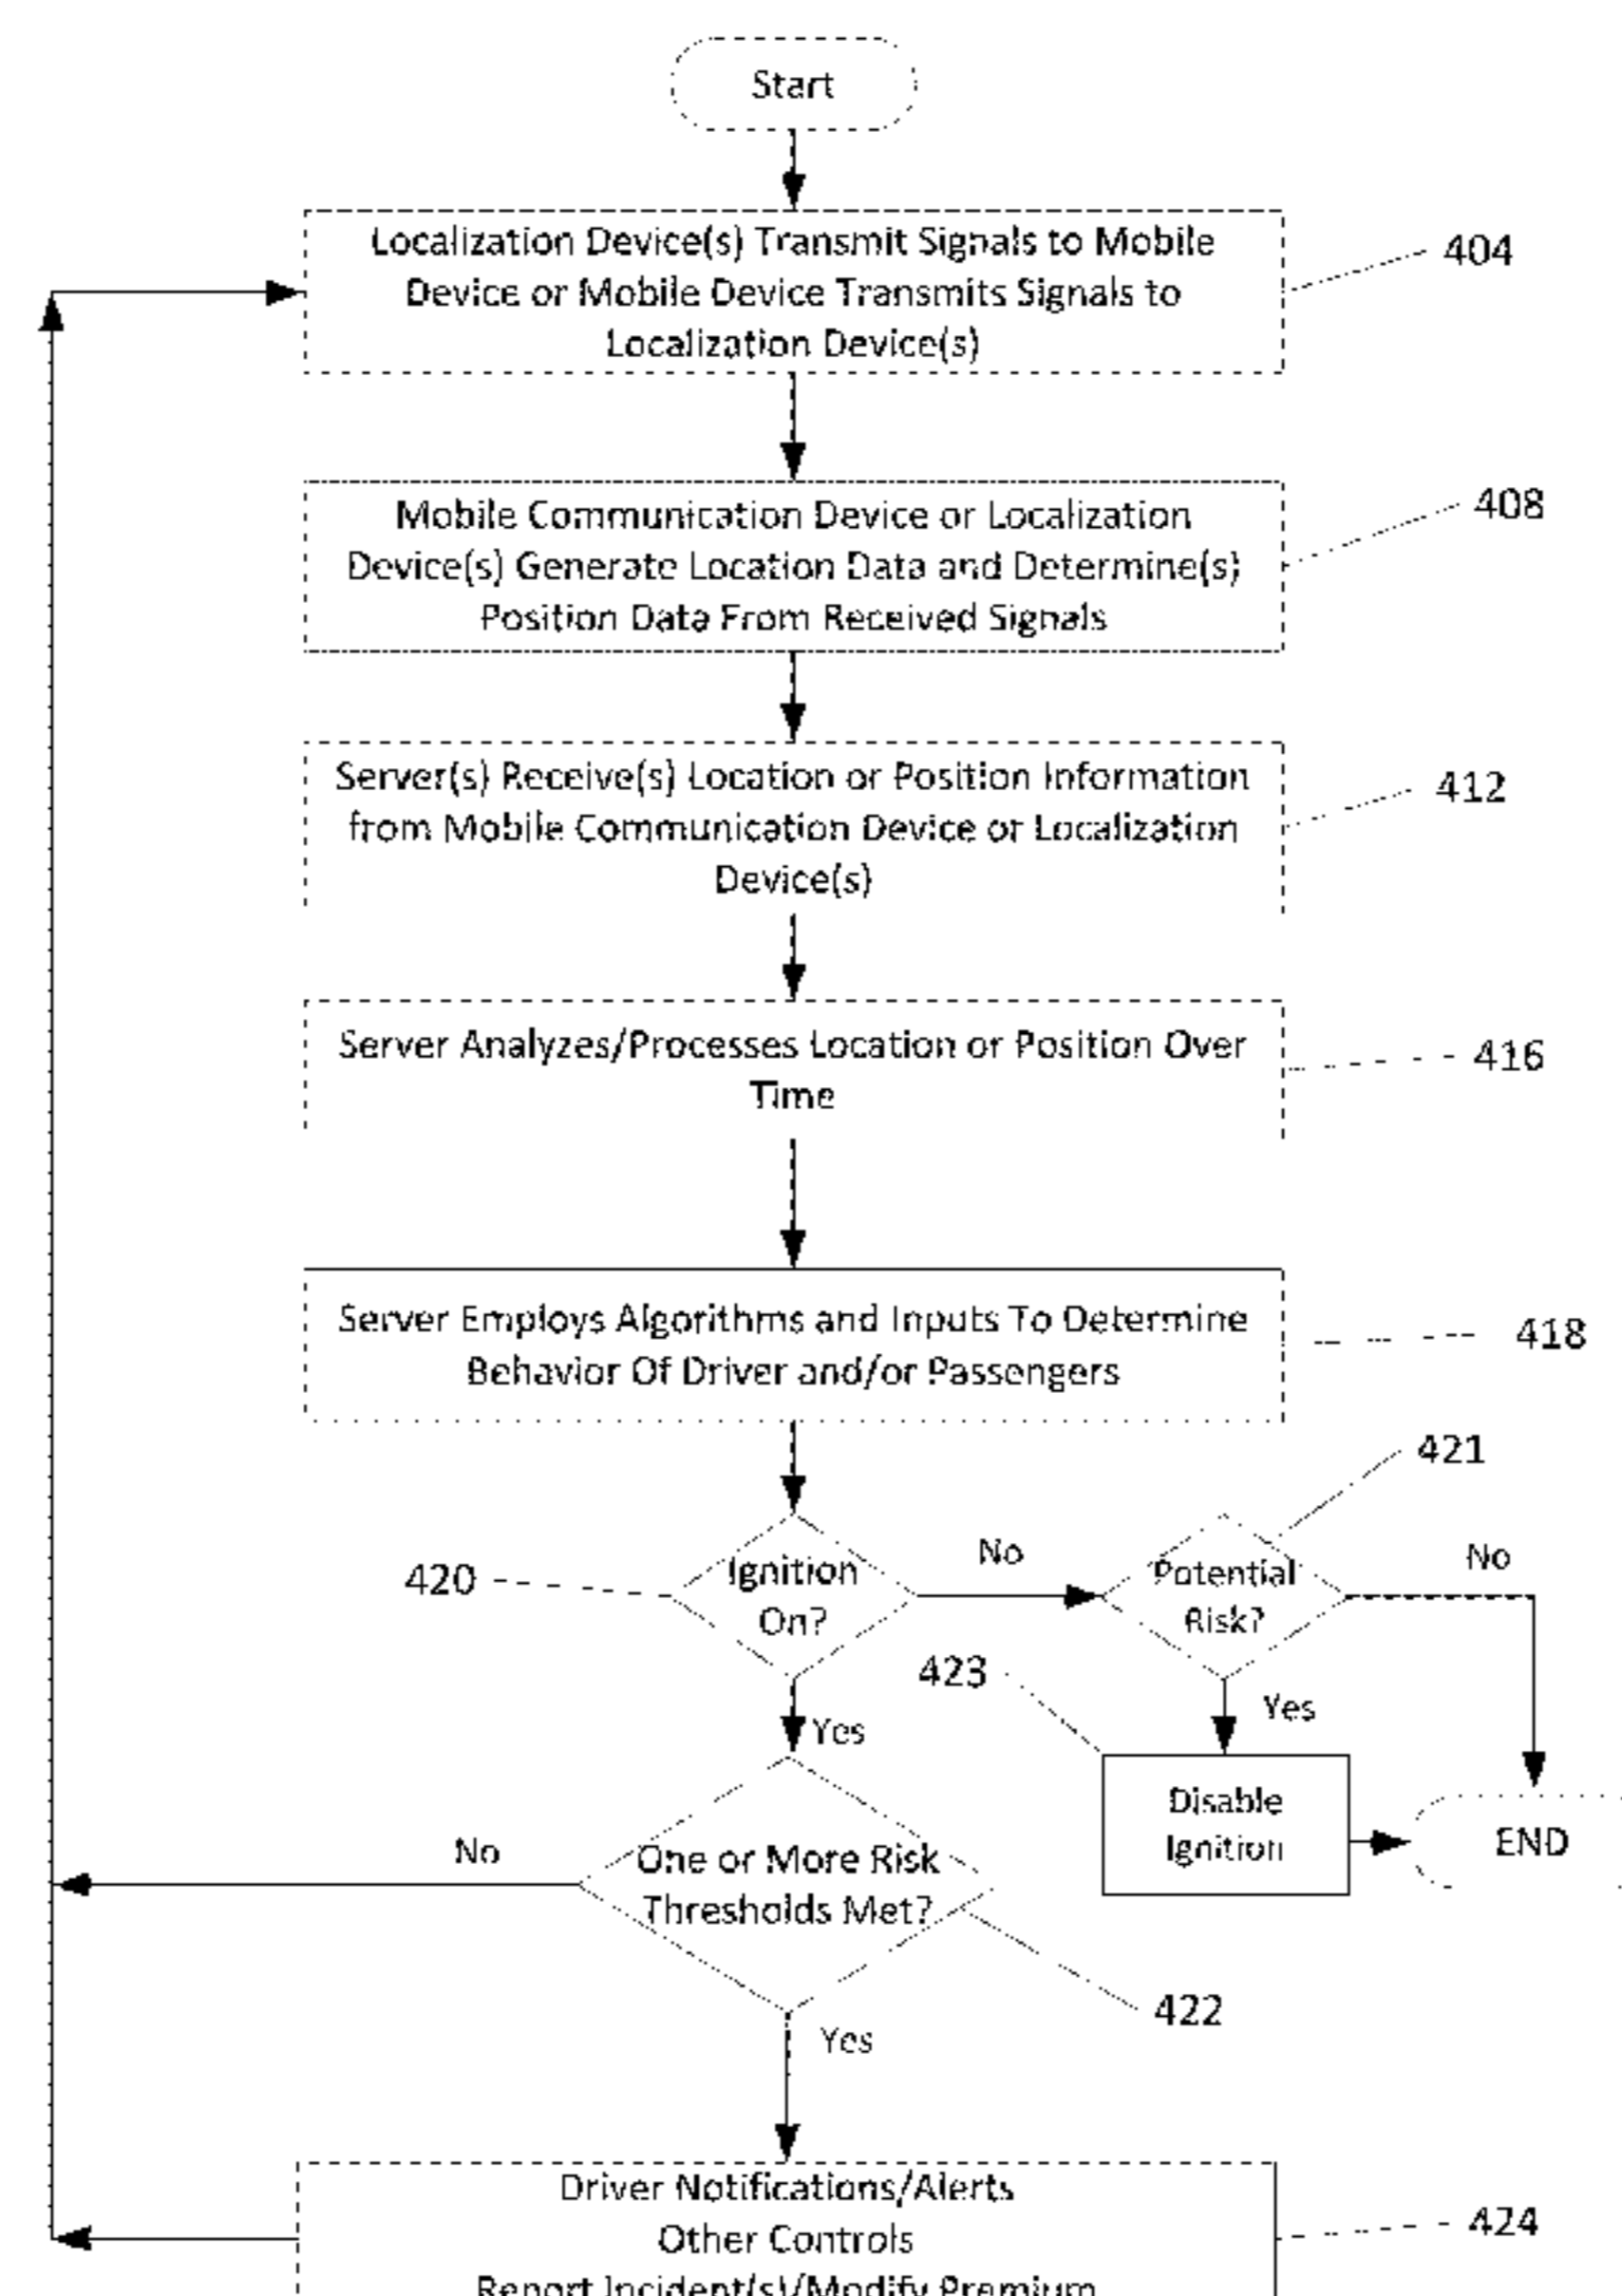 Start
Localization Device(s) Transmit Signals to Mobile
Device or Mobile Device Transmits Signals to
Localization Device(s)
404
Mobile Communication Device or Localization
Device(s) Generate Location Data and Determine(s)
Position Data From Received Signals
408
Server(s) Receive(s) Location or Position Information
from Mobile Communication Device or Localization
Device(s)
412
Server Analyzes/Processes Location or Position Over
Time
416
Server Employs Algorithms and Inputs To Determine
Behavior Of Driver and/or Passengers
418
420
Ignition
On?
No
421
Potential
Risk?
No
Yes
423
Yes
Disable
Ignition
END
No
One or More Risk
Thresholds Met?
422
Yes
Driver Notifications/Alerts
Other Controls
Report Incident(s)/Modify Premium
424